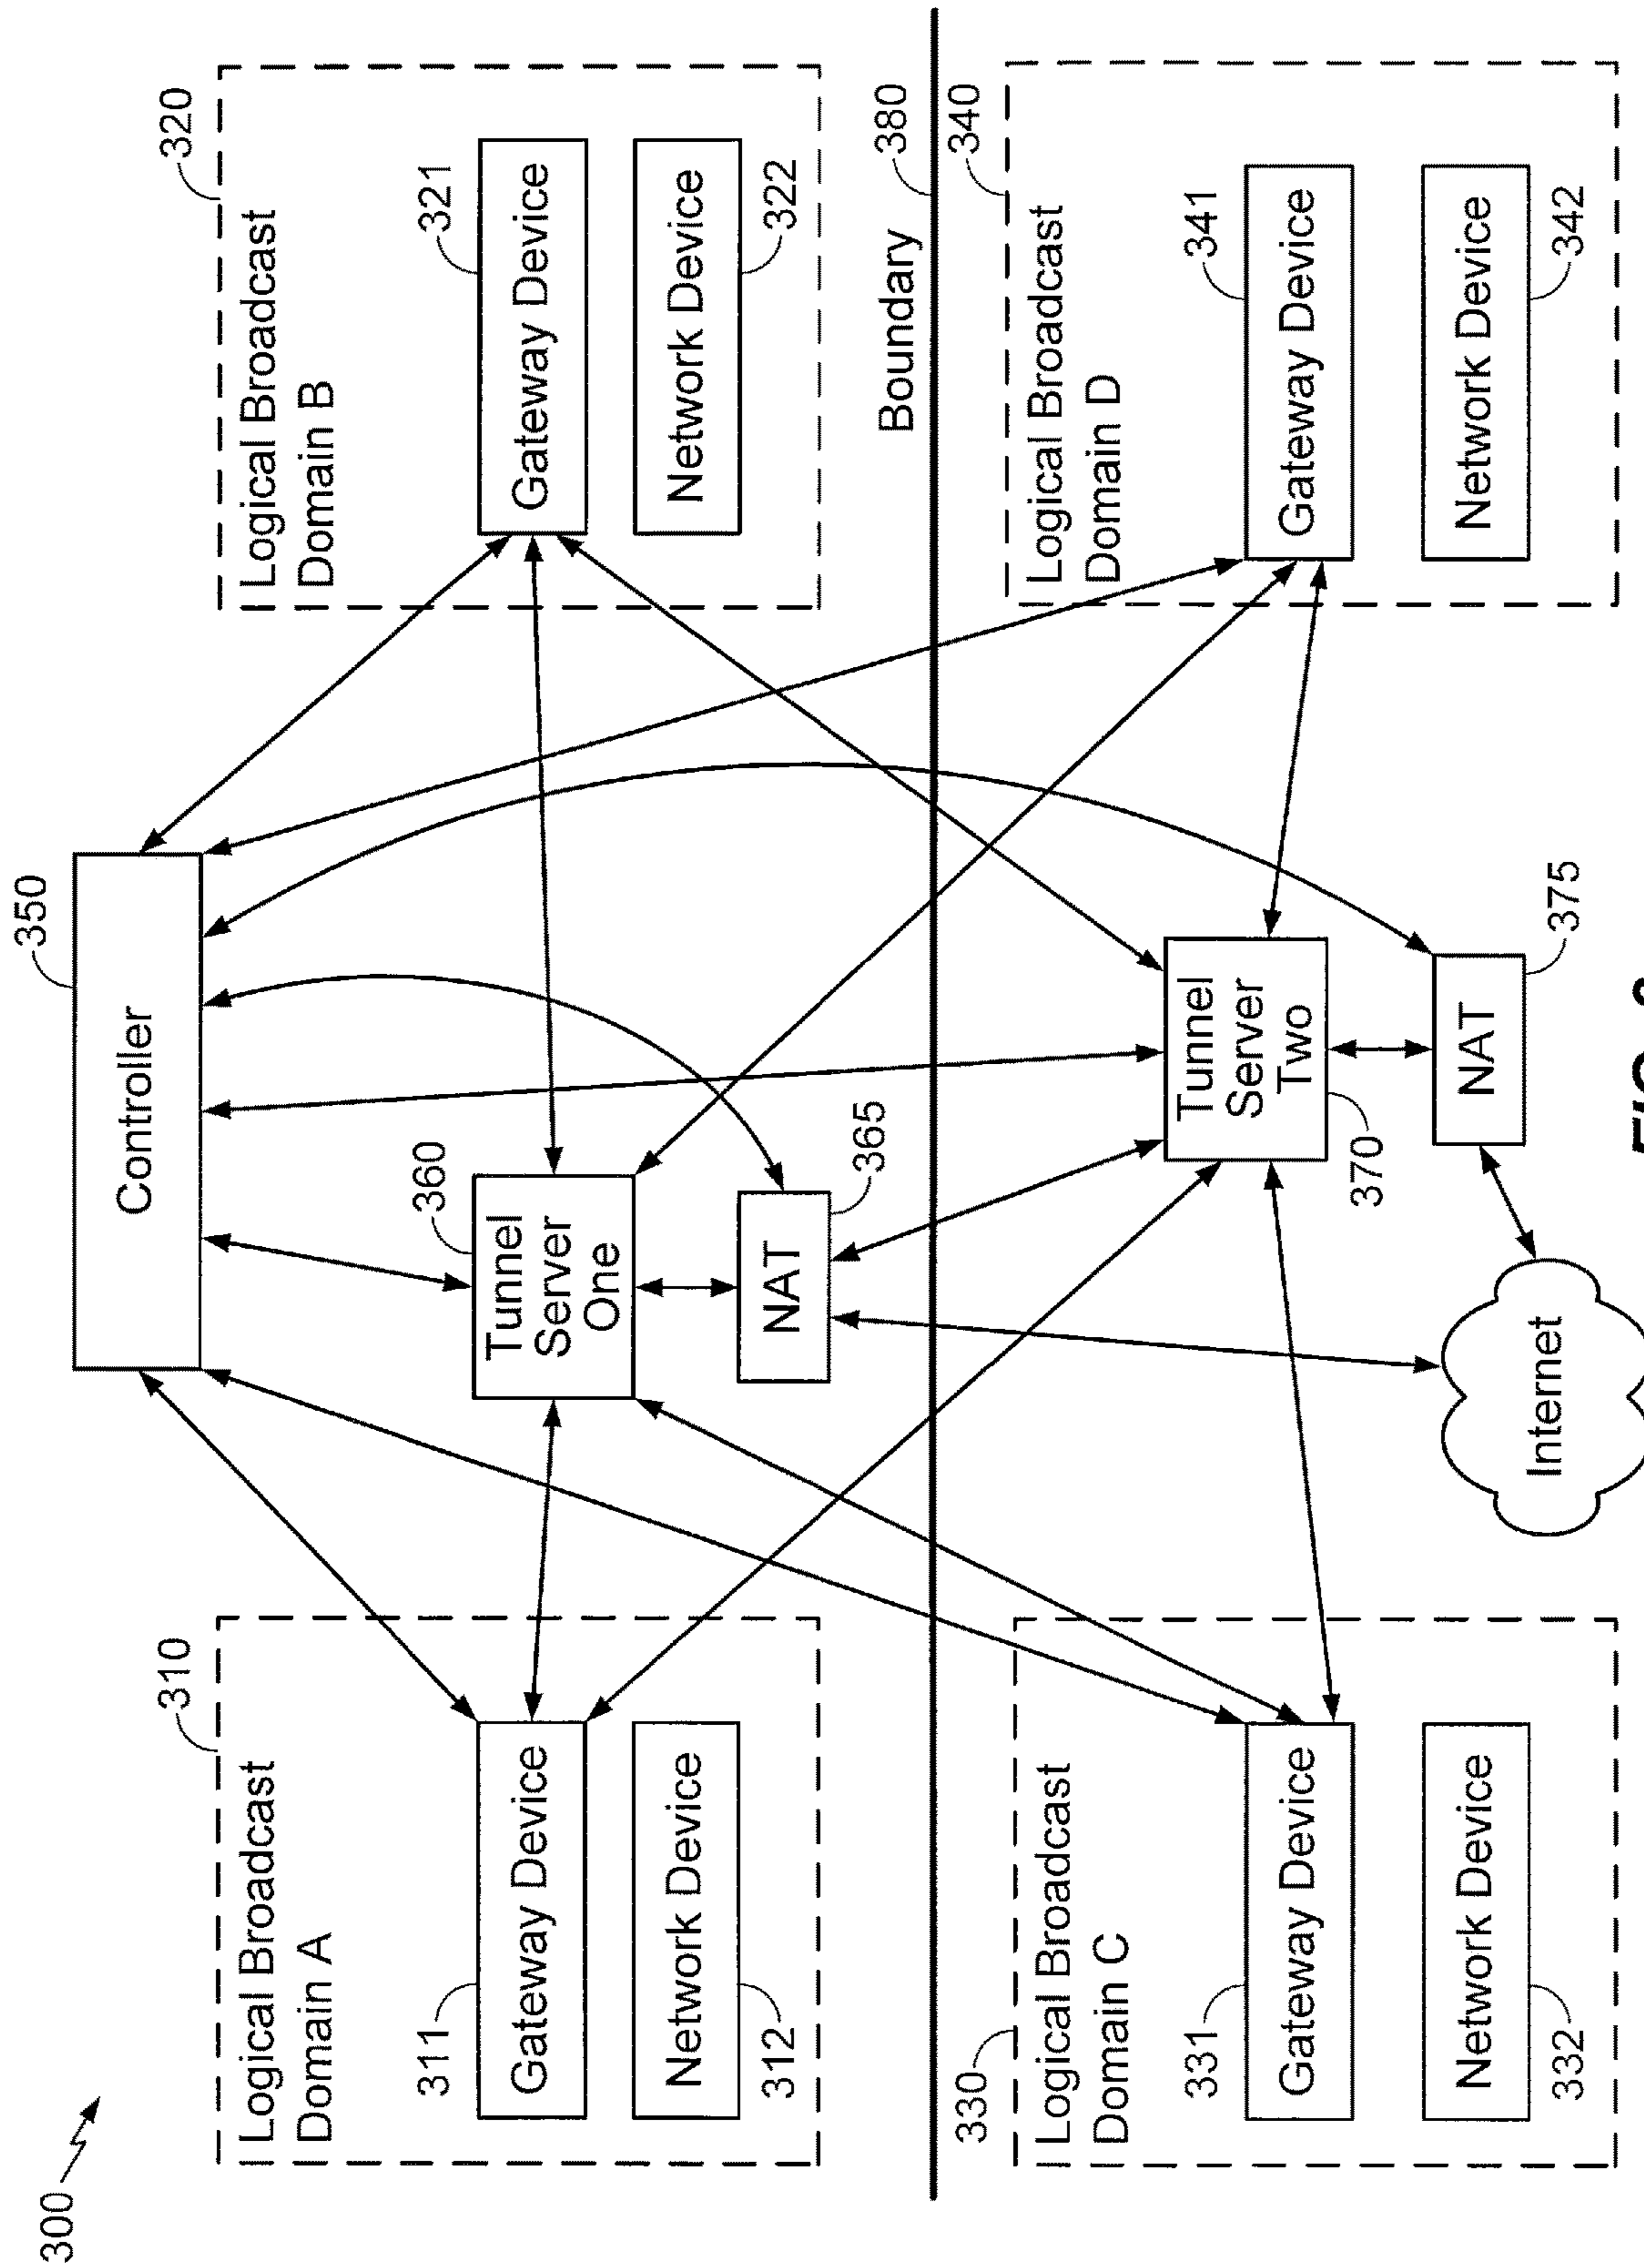 300
350
Controller
310
Logical Broadcast
Domain A
311
Gateway Device
Network Device
312
320
Logical Broadcast
Domain B
321
Gateway Device
Network Device
322
360
Tunnel
Server
One
NAT
365
Boundary
380
330
Logical Broadcast
Domain C
331
Gateway Device
Network Device
332
340
Logical Broadcast
Domain D
341
Gateway Device
Network Device
342
Tunnel
Server
Two
370
NAT
375
Internet